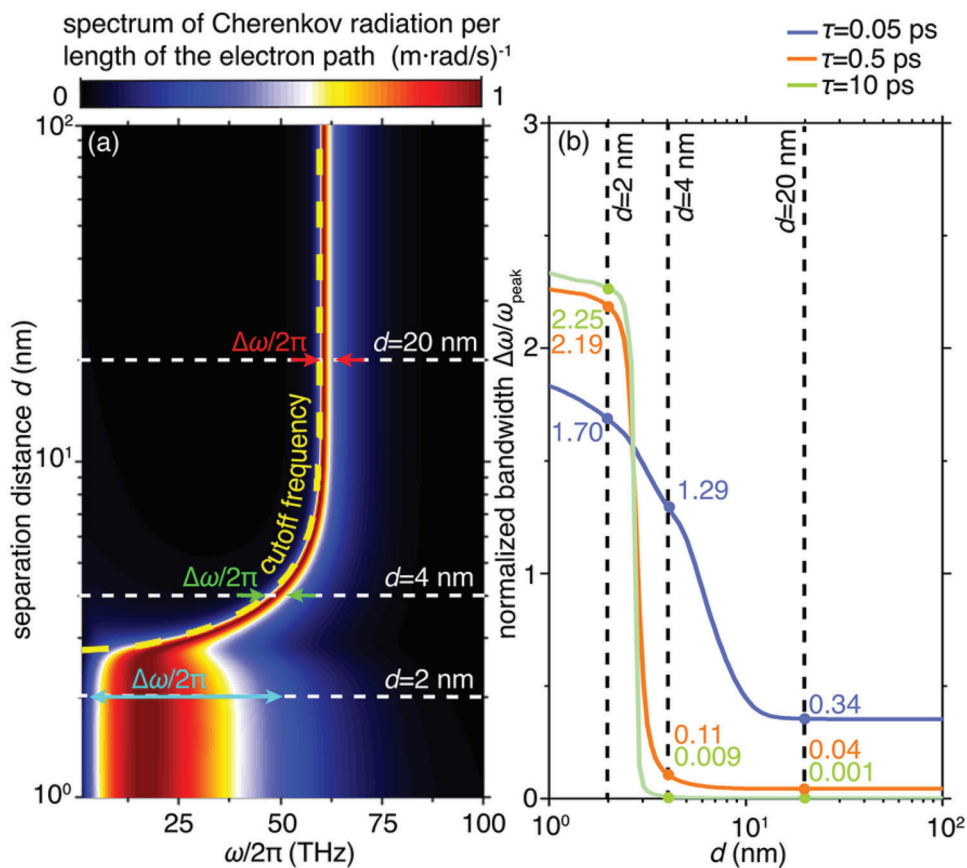 spectrum of Cherenkov radiation per
length of the electron path (m·rad/s)⁻¹
0
1
τ=0.05 ps
τ=0.5 ps
τ=10 ps
(a)
separation distance d (nm)
10²
10¹
10⁰
Δω/2π
d=20 nm
cutoff frequency
Δω/2π
d=4 nm
Δω/2π
d=2 nm
25
50
75
100
ω/2π (THz)
(b)
normalized bandwidth Δω/ω_peak
3
2
1
0
d=2 nm
d=4 nm
d=20 nm
2.25
2.19
1.70
1.29
0.34
0.11
0.009
0.04
0.001
10⁰
10¹
10²
d (nm)